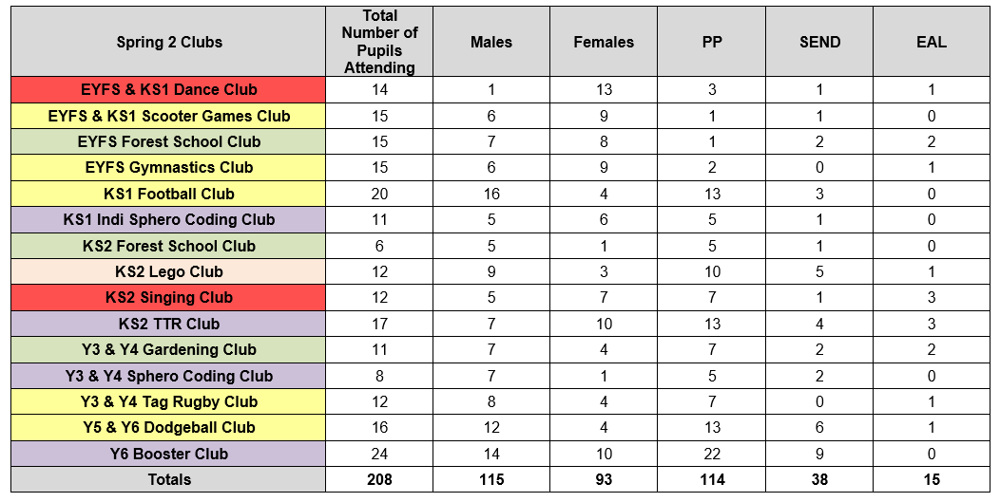 Spring 2 Clubs Total Number of Pupils Attending Males Females PP SEND EAL
EYFS & KS1 Dance Club 14 1 13 3 1 1
EYFS & KS1 Scooter Games Club 15 6 9 1 1 0
EYFS Forest School Club 15 7 8 1 2 2
EYFS Gymnastics Club 15 6 9 2 0 1
KS1 Football Club 20 16 4 13 3 0
KS1 Indi Sphero Coding Club 11 5 6 5 1 0
KS2 Forest School Club 6 5 1 5 1 0
KS2 Lego Club 12 9 3 10 5 1
KS2 Singing Club 12 5 7 7 1 3
KS2 TTR Club 17 7 10 13 4 3
Y3 & Y4 Gardening Club 11 7 4 7 2 2
Y3 & Y4 Sphero Coding Club 8 7 1 5 2 0
Y3 & Y4 Tag Rugby Club 12 8 4 7 0 1
Y5 & Y6 Dodgeball Club 16 12 4 13 6 1
Y6 Booster Club 24 14 10 22 9 0
Totals 208 115 93 114 38 15